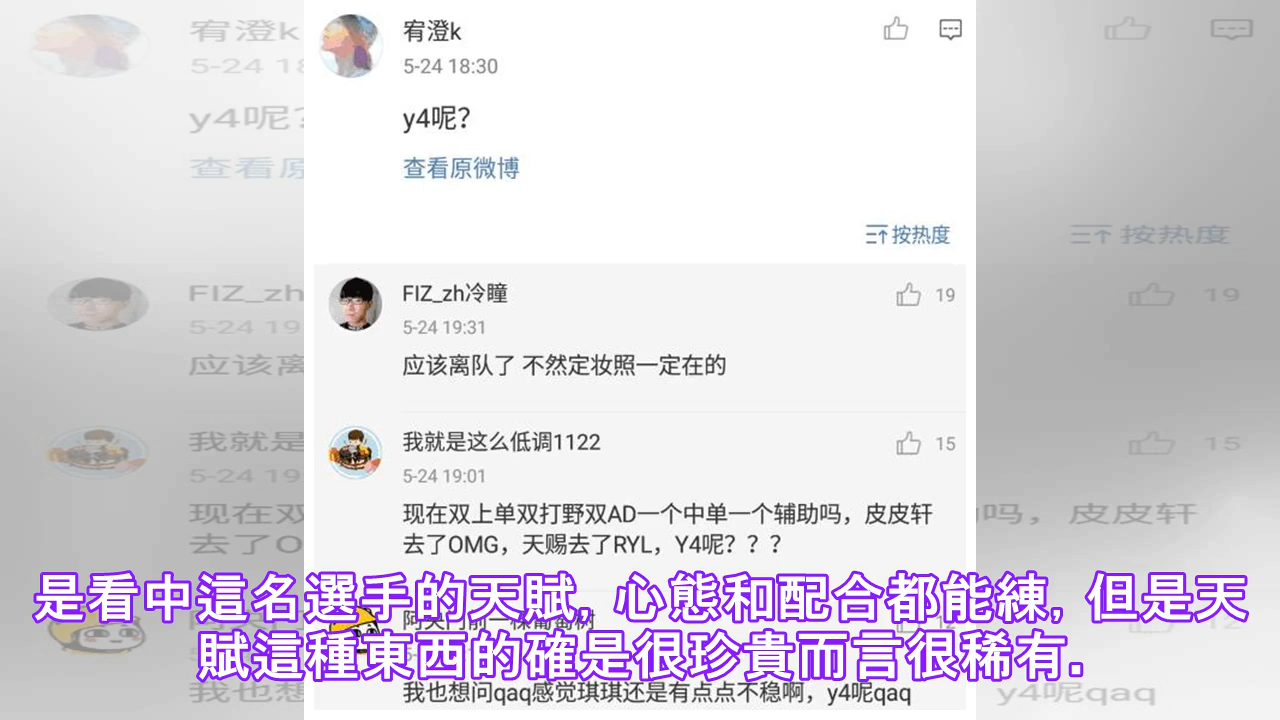 宥澄k
5-24 18:30
y4呢？
查看原微博
按热度
FIZ_zh冷瞳
19
5-24 19:31
应该离队了 不然定妆照一定在的
我就是这么低调1122
15
5-24 19:01
现在双上单双打野双AD一个中单一个辅助吗，皮皮轩
去了OMG，天赐去了RYL，Y4呢？？？
是看中這名選手的天賦, 心態和配合都能練, 但是天
賦這種東西的確是很珍貴而言很稀有.
12
我也想问qaq感觉琪琪还是有点点不稳啊，y4呢qaq